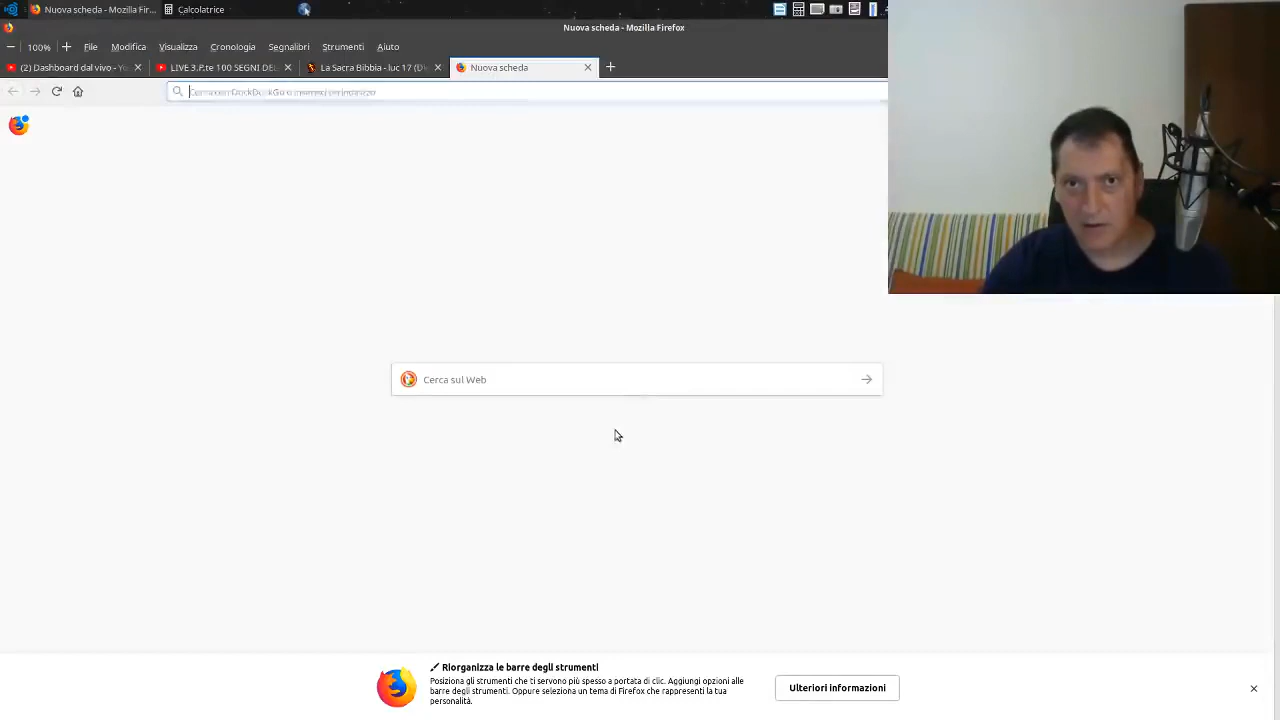 Nuova scheda - Mozilla Fir...
Calcolatrice
Nuova scheda - Mozilla Firefox
100%
File Modifica Visualizza Cronologia Segnalibri Strumenti Aiuto
(2) Dashboard dal vivo - Yo
LIVE 3.P.te 100 SEGNI DEL
La Sacra Bibbia - luc 17 (D
Nuova scheda
Cerca sul Web
Riorganizza le barre degli strumenti
Posiziona gli strumenti che ti servono più spesso a portata di clic. Aggiungi opzioni alle
barre degli strumenti. Oppure seleziona un tema di Firefox che rappresenti la tua
personalità.
Ulteriori informazioni